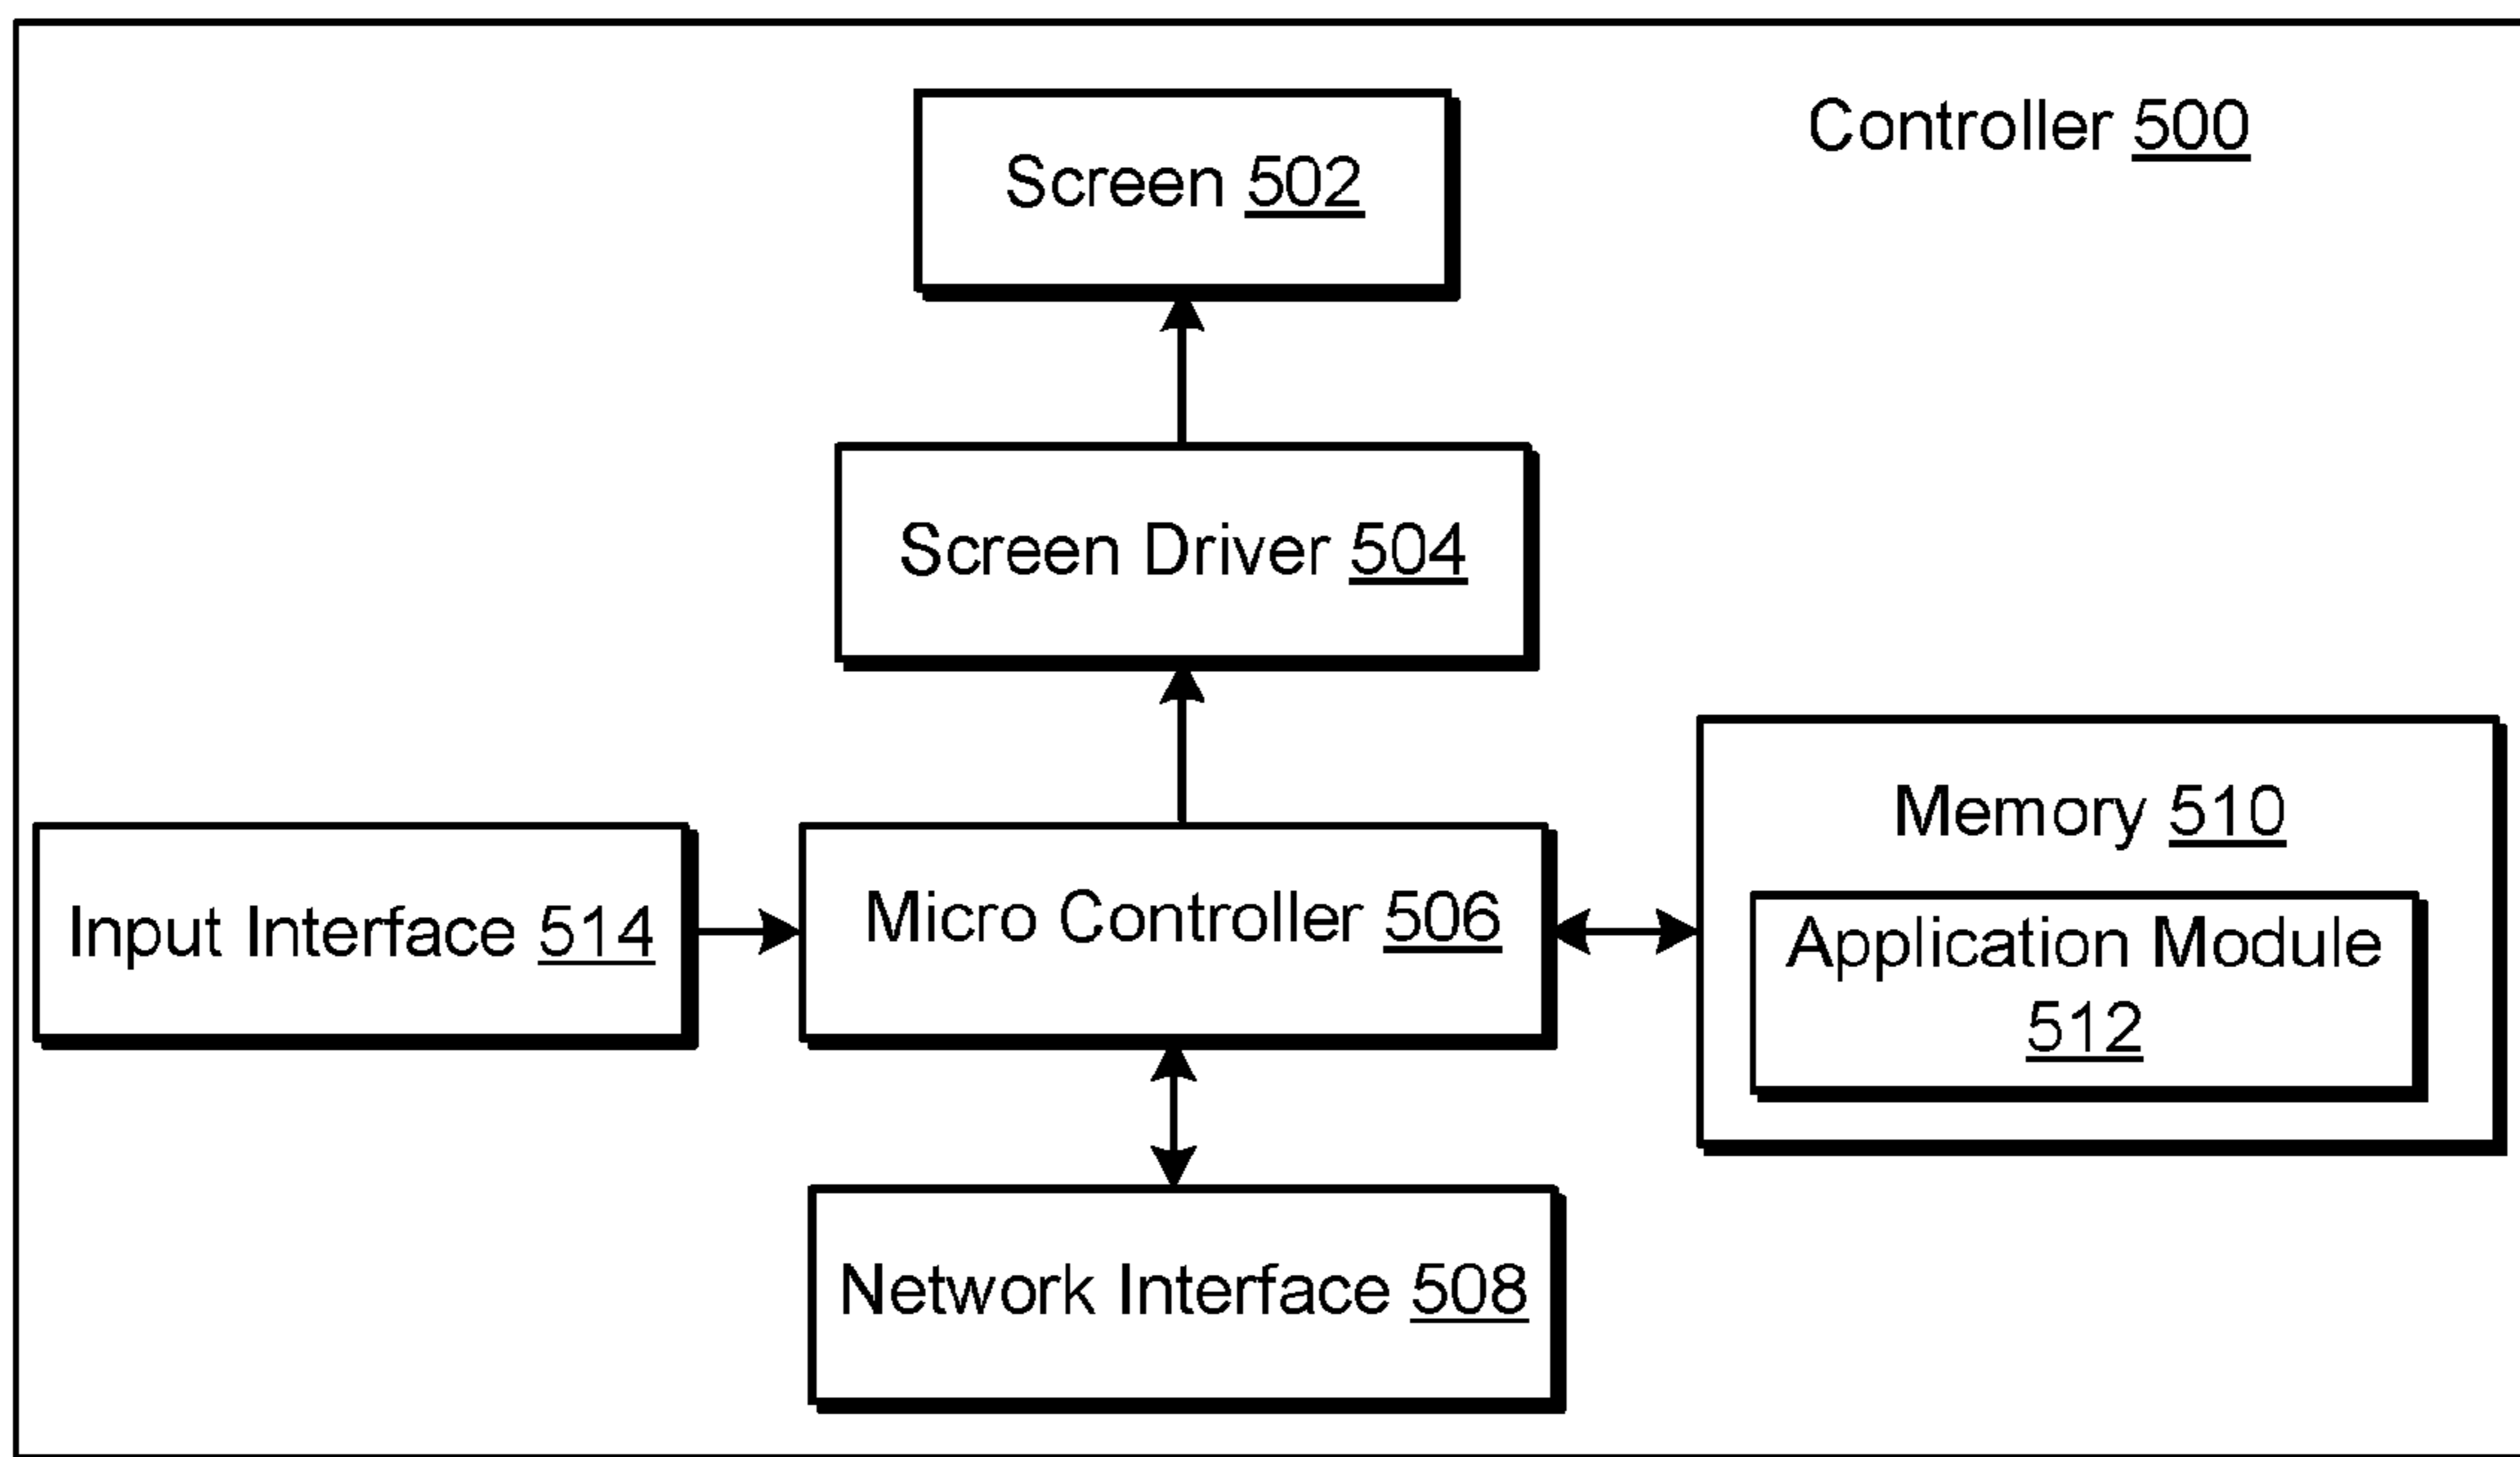 Controller 500
Screen 502
Screen Driver 504
Memory 510
Input Interface 514
Micro Controller 506
Application Module
512
Network Interface 508